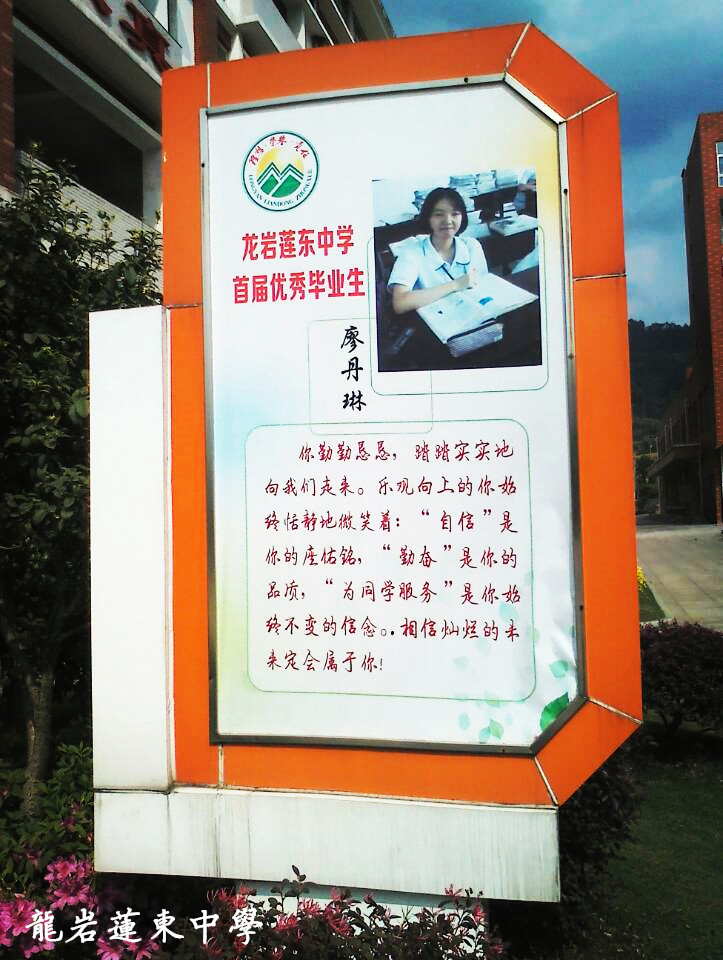 LONGYAN LIANDONG ZHONGXUE
龙岩莲东中学
首届优秀毕业生
廖丹琳
你勤勤恳恳，踏踏实实地
向我们走来。乐观向上的你始
终恬静地微笑着：“自信”是
你的座佑铭，“勤奋”是你的
品质，“为同学服务”是你始
终不变的信念。.相信灿烂的未
来定会属于你！
龍岩蓮東中學